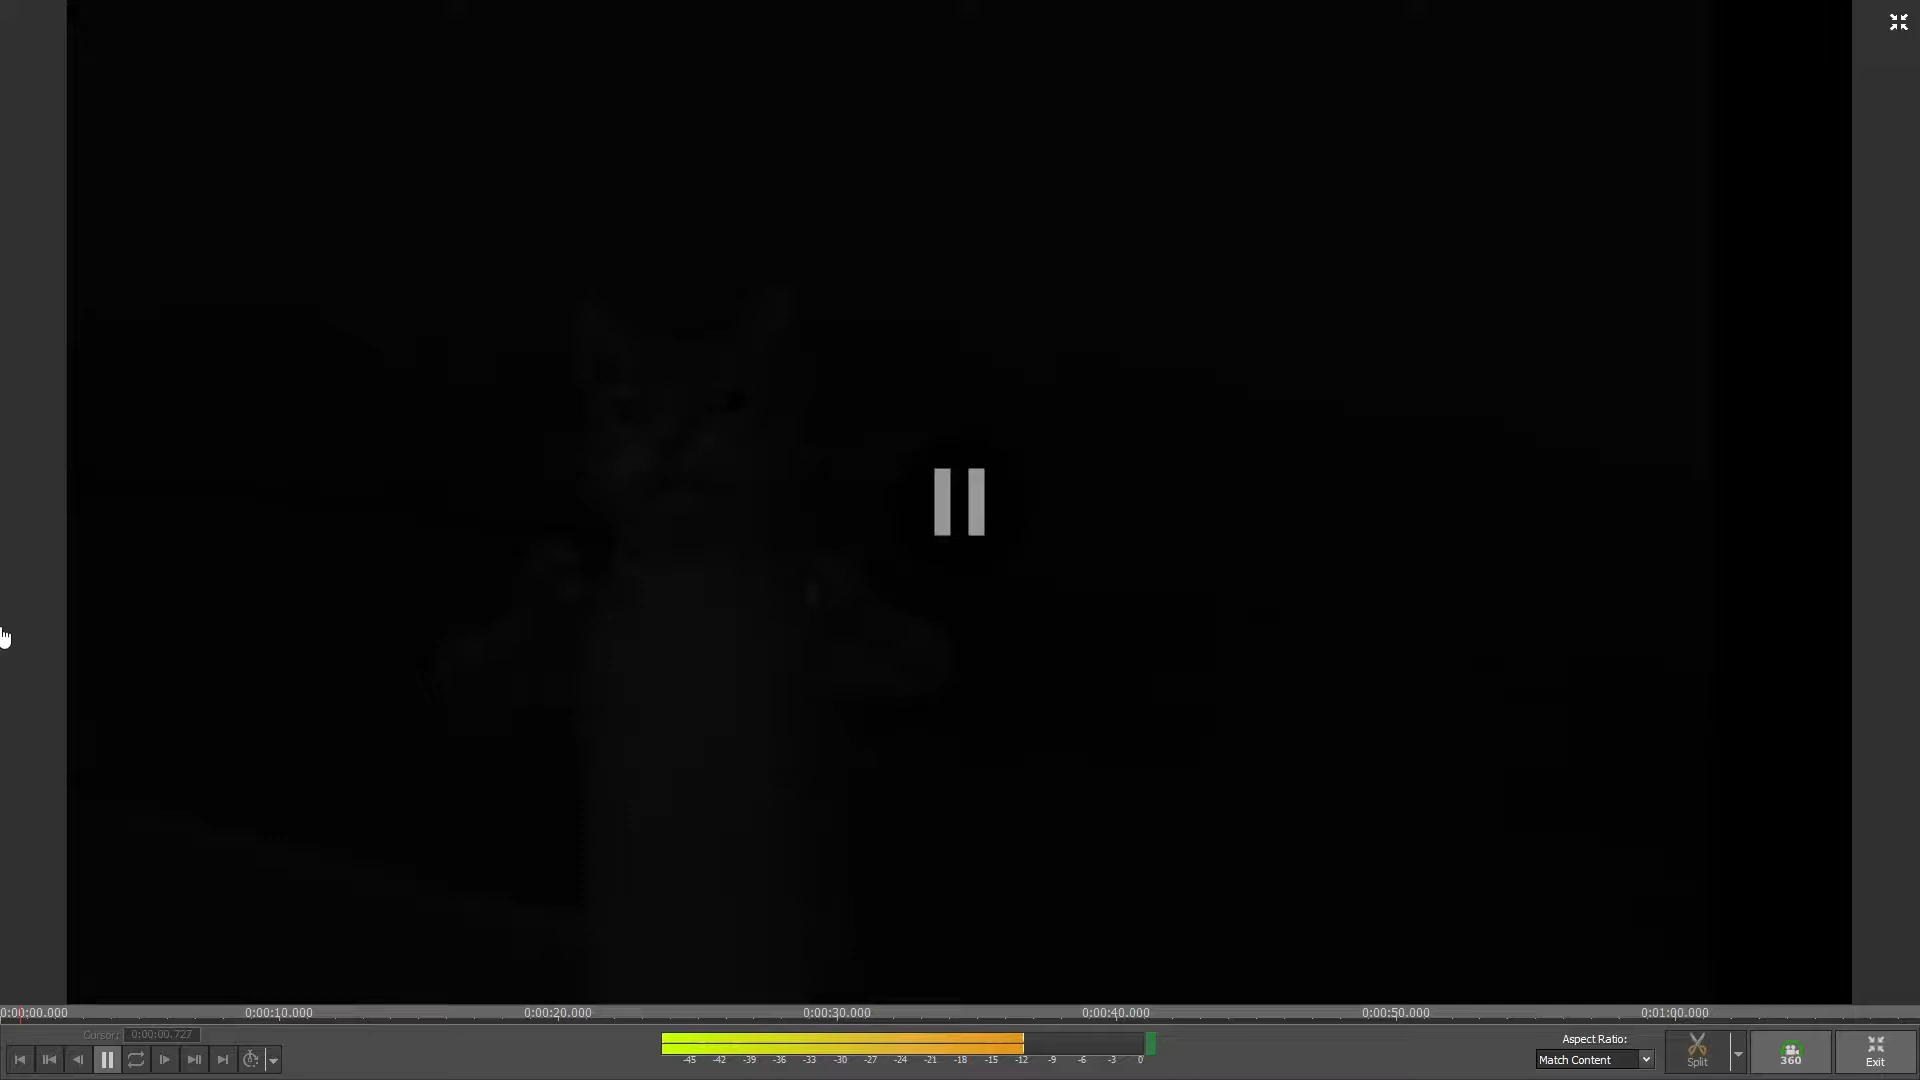 0:00:00.000 0:00:10.000 0:00:20.000 0:00:30.000 0:00:40.000 0:00:50.000 0:01:00.000
Cursor: 0:00:00.727
-45 -42 -39 -36 -33 -30 -27 -24 -21 -18 -15 -12 -9 -6 -3 0
Aspect Ratio:
Match Content
Split
360
Exit